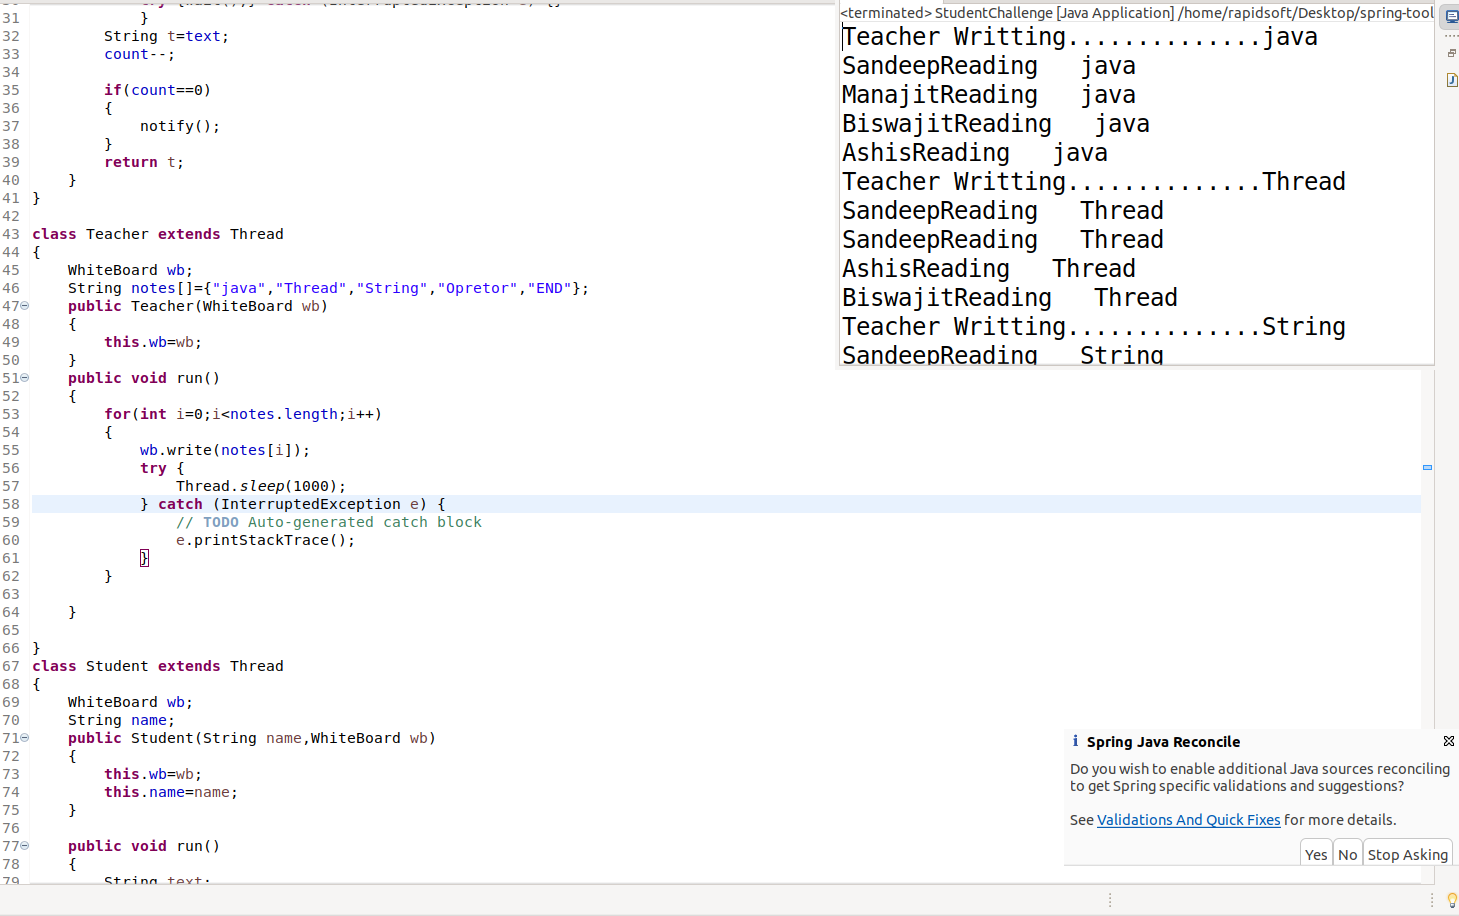 31 }
32 String t=text;
33 count--;
34
35 if(count==0)
36 {
37 notify();
38 }
39 return t;
40 }
41 }
42
43 class Teacher extends Thread
44 {
45 WhiteBoard wb;
46 String notes[]={"java","Thread","String","Opretor","END"};
47 public Teacher(WhiteBoard wb)
48 {
49 this.wb=wb;
50 }
51 public void run()
52 {
53 for(int i=0;i<notes.length;i++)
54 {
55 wb.write(notes[i]);
56 try {
57 Thread.sleep(1000);
58 } catch (InterruptedException e) {
59 // TODO Auto-generated catch block
60 e.printStackTrace();
61 }
62 }
63
64 }
65
66 }
67 class Student extends Thread
68 {
69 WhiteBoard wb;
70 String name;
71 public Student(String name,WhiteBoard wb)
72 {
73 this.wb=wb;
74 this.name=name;
75 }
76
77 public void run()
78 {
79 String text;
<terminated> StudentChallenge [Java Application] /home/rapidsoft/Desktop/spring-tool
Teacher Writting..............java
SandeepReading   java
ManajitReading   java
BiswajitReading   java
AshisReading   java
Teacher Writting..............Thread
SandeepReading   Thread
SandeepReading   Thread
AshisReading   Thread
BiswajitReading   Thread
Teacher Writting..............String
SandeepReading   String
Spring Java Reconcile
Do you wish to enable additional Java sources reconciling
to get Spring specific validations and suggestions?
See Validations And Quick Fixes for more details.
Yes No Stop Asking